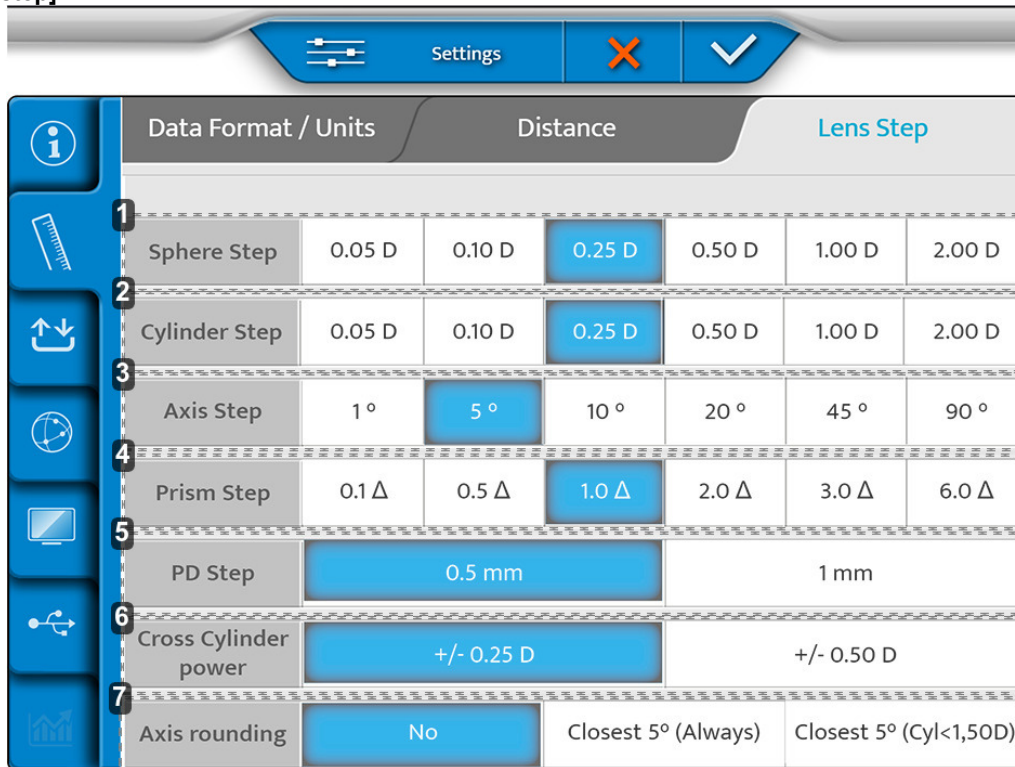 step]
Settings
Data Format / Units Distance Lens Step
1
Sphere Step 0.05 D 0.10 D 0.25 D 0.50 D 1.00 D 2.00 D
2
Cylinder Step 0.05 D 0.10 D 0.25 D 0.50 D 1.00 D 2.00 D
3
Axis Step 1 º 5 º 10 º 20 º 45 º 90 º
4
Prism Step 0.1 Δ 0.5 Δ 1.0 Δ 2.0 Δ 3.0 Δ 6.0 Δ
5
PD Step 0.5 mm 1 mm
6
Cross Cylinder
power +/- 0.25 D +/- 0.50 D
7
Axis rounding No Closest 5º (Always) Closest 5º (Cyl<1,50D)